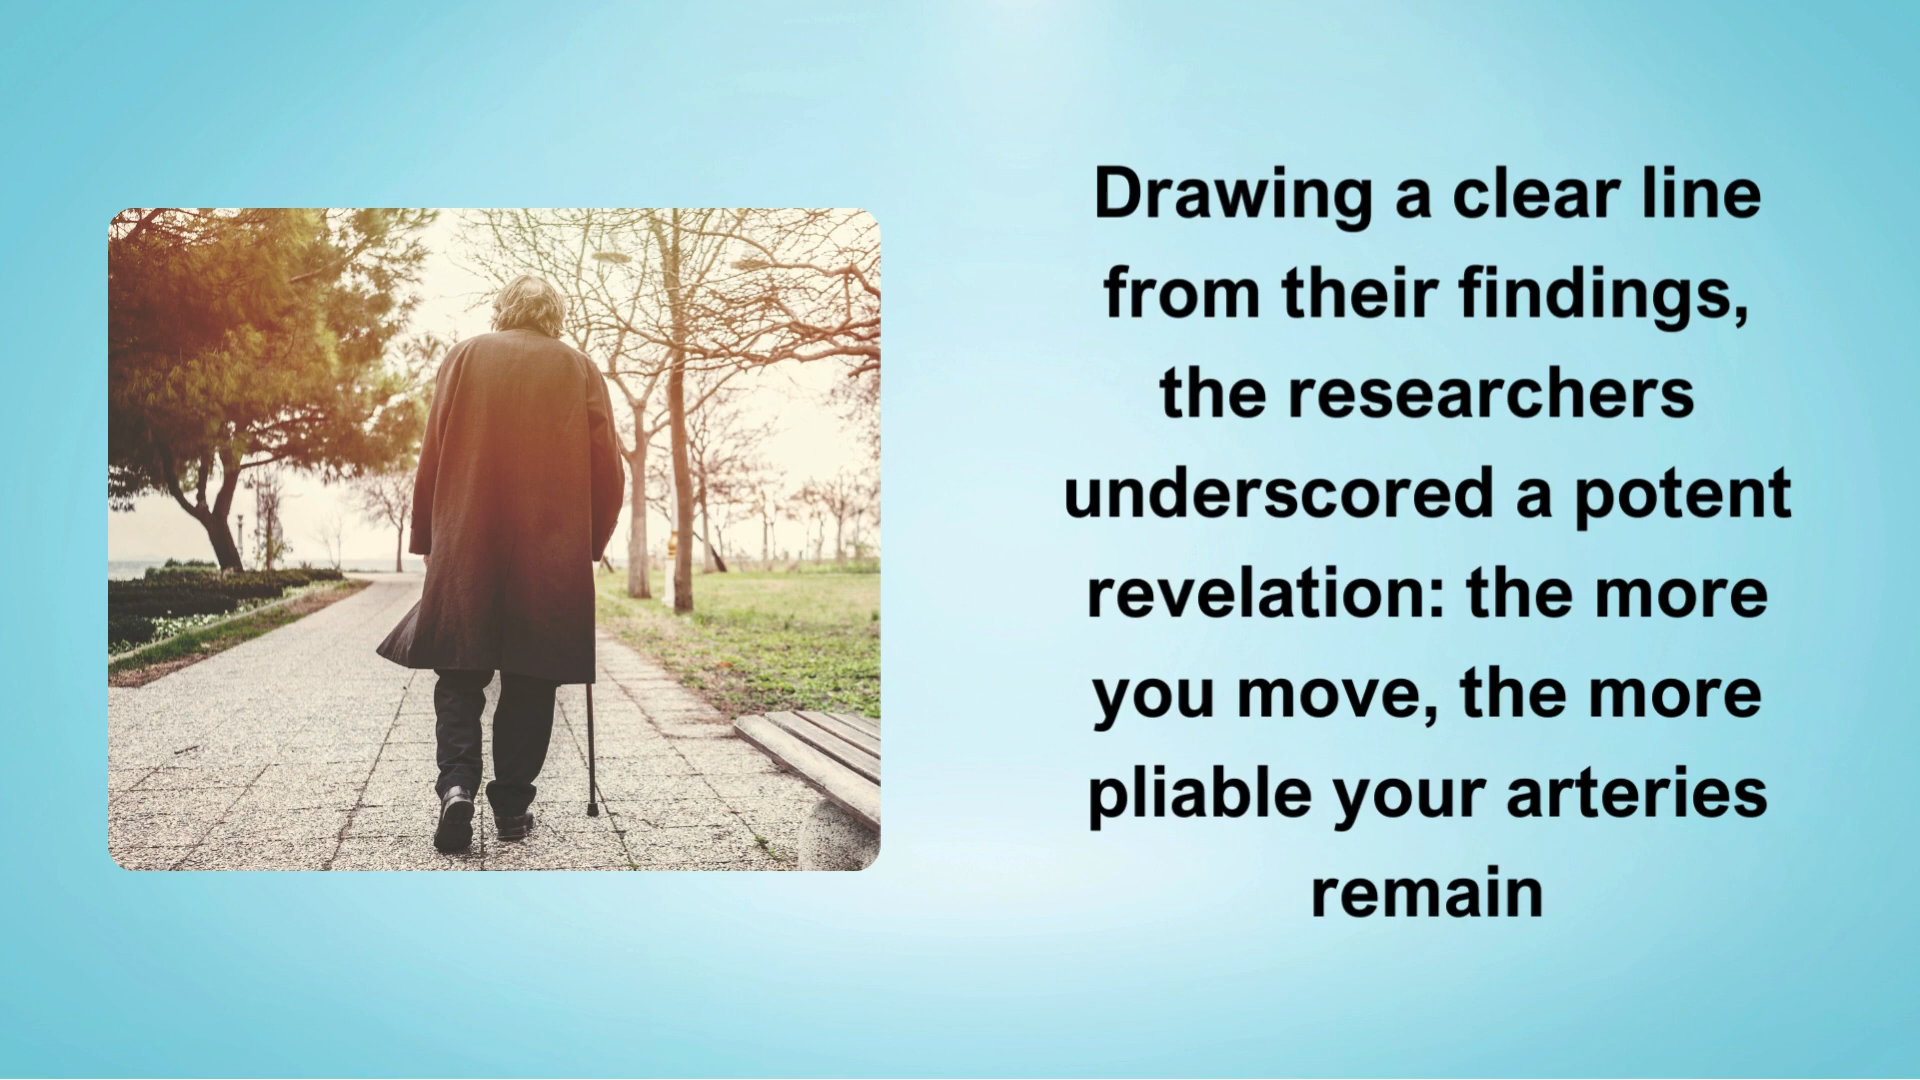 Drawing a clear line
from their findings,
the researchers
underscored a potent
revelation: the more
you move, the more
pliable your arteries
remain